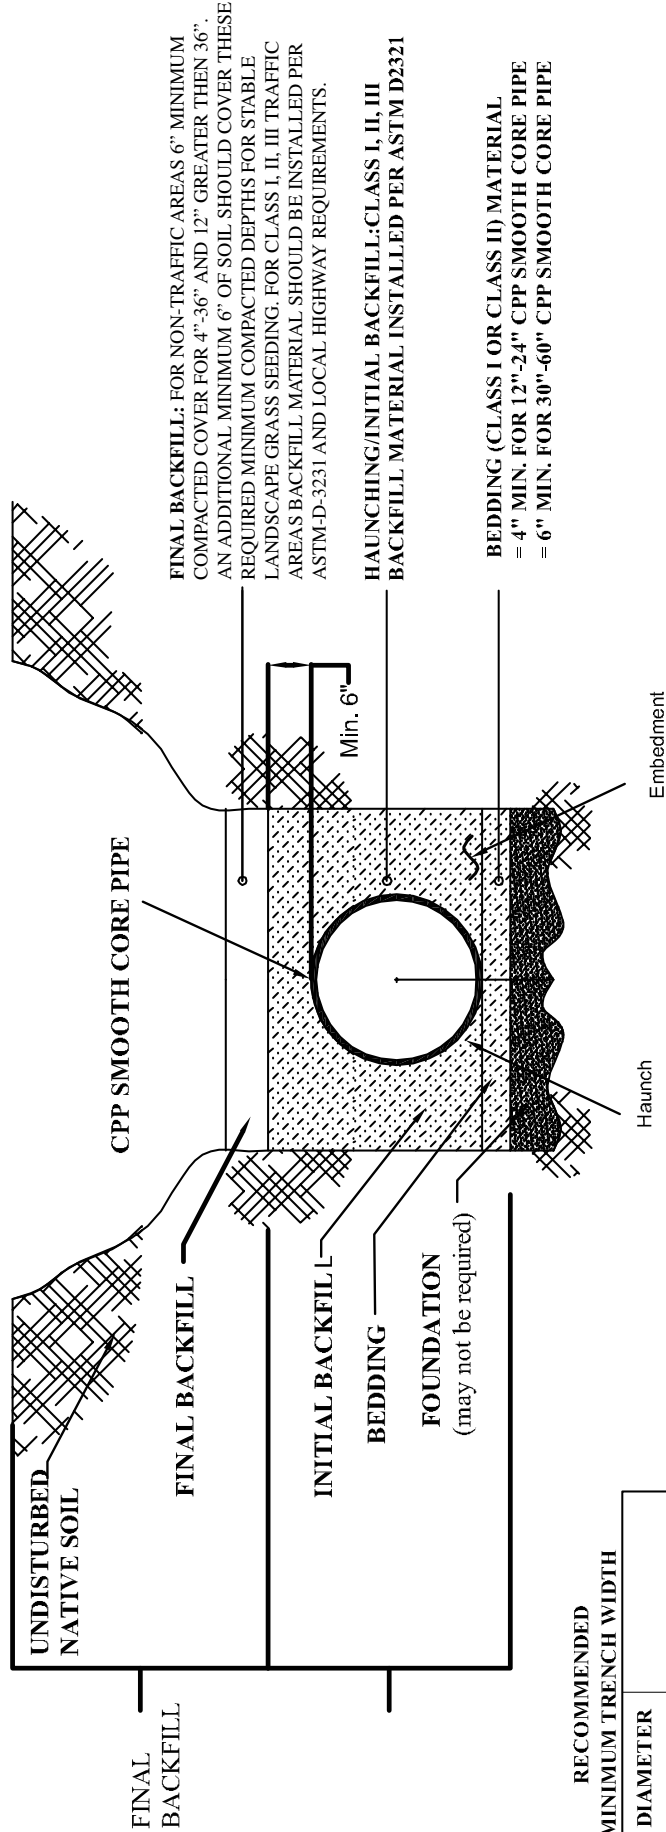 UNDISTURBED
NATIVE SOIL
FINAL
BACKFILL
FINAL BACKFILL
INITIAL BACKFILL
BEDDING
FOUNDATION
(may not be required)
CPP SMOOTH CORE PIPE
Min. 6"
Haunch
Embedment
FINAL BACKFILL: FOR NON-TRAFFIC AREAS 6” MINIMUM
COMPACTED COVER FOR 4”-36” AND 12” GREATER THEN 36”.
AN ADDITIONAL MINIMUM 6” OF SOIL SHOULD COVER THESE
REQUIRED MINIMUM COMPACTED DEPTHS FOR STABLE
LANDSCAPE GRASS SEEDING. FOR CLASS I, II, III TRAFFIC
AREAS BACKFILL MATERIAL SHOULD BE INSTALLED PER
ASTM-D-3231 AND LOCAL HIGHWAY REQUIREMENTS.
HAUNCHING/INITIAL BACKFILL:CLASS I, II, III
BACKFILL MATERIAL INSTALLED PER ASTM D2321
BEDDING (CLASS I OR CLASS II) MATERIAL
= 4" MIN. FOR 12"-24" CPP SMOOTH CORE PIPE
= 6" MIN. FOR 30"-60" CPP SMOOTH CORE PIPE
RECOMMENDED
MINIMUM TRENCH WIDTH
DIAMETER